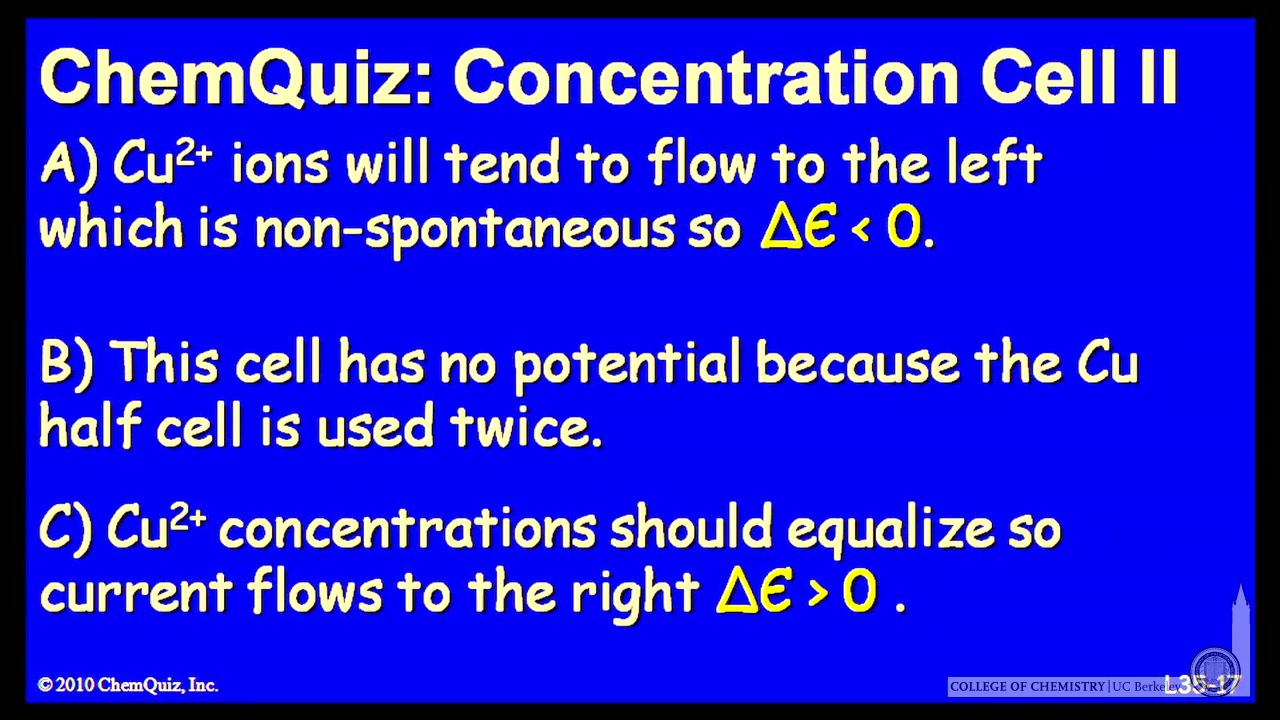 ChemQuiz: Concentration Cell II
A) Cu²⁺ ions will tend to flow to the left
which is non-spontaneous so ΔЄ < 0.
B) This cell has no potential because the Cu
half cell is used twice.
C) Cu²⁺ concentrations should equalize so
current flows to the right ΔЄ > 0 .
© 2010 ChemQuiz, Inc.
COLLEGE OF CHEMISTRY | UC Berkeley
L35-17